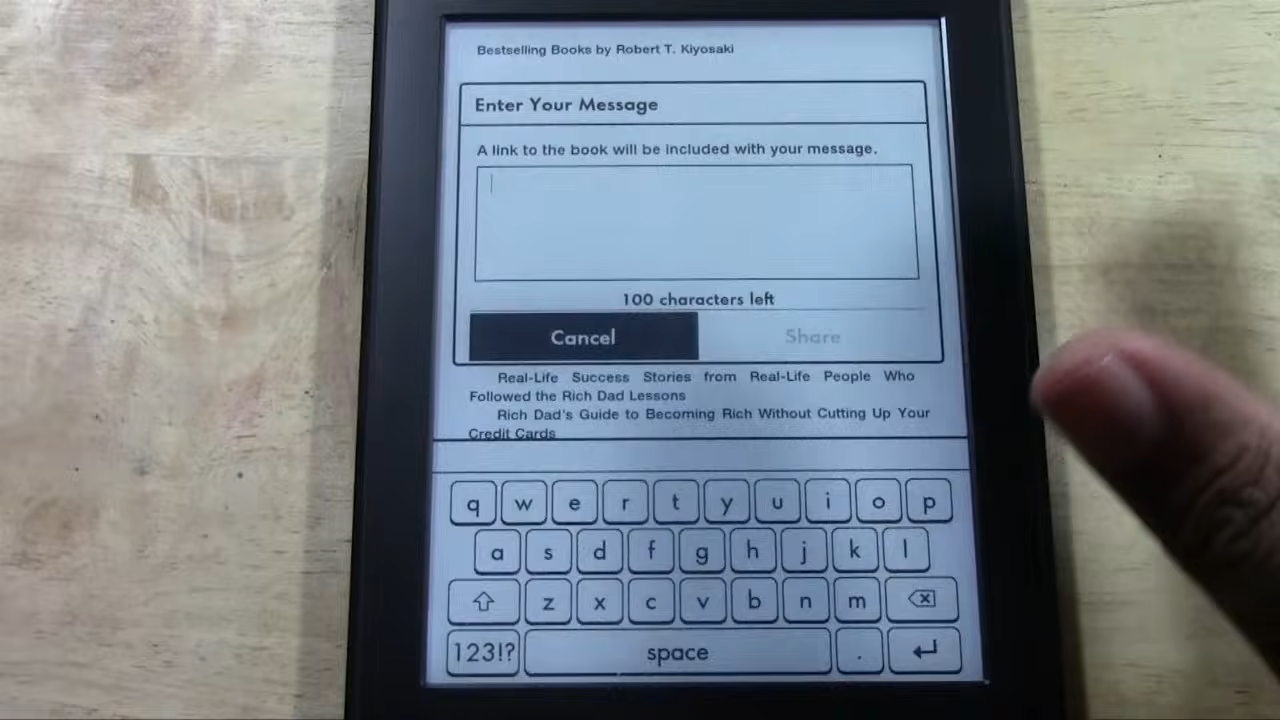 Bestselling Books by Robert T. Kiyosaki
Enter Your Message
A link to the book will be included with your message.
100 characters left
Cancel Share
Real-Life Success Stories from Real-Life People Who
Followed the Rich Dad Lessons
Rich Dad's Guide to Becoming Rich Without Cutting Up Your
Credit Cards
q w e r t y u i o p
a s d f g h j k l
z x c v b n m
123!? space .